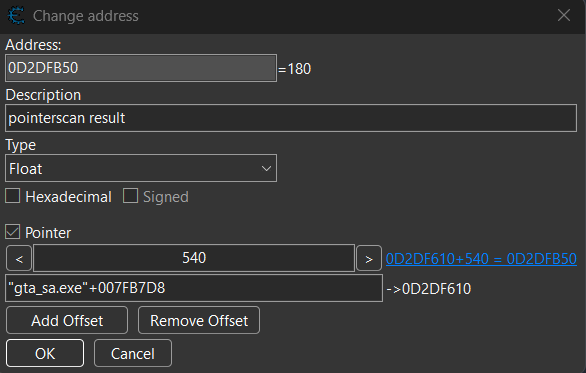 Change address
Address:
0D2DFB50 =180
Description
pointerscan result
Type
Float
Hexadecimal Signed
Pointer
< 540 > 0D2DF610+540 = 0D2DFB50
"gta_sa.exe"+007FB7D8 ->0D2DF610
Add Offset Remove Offset
OK Cancel